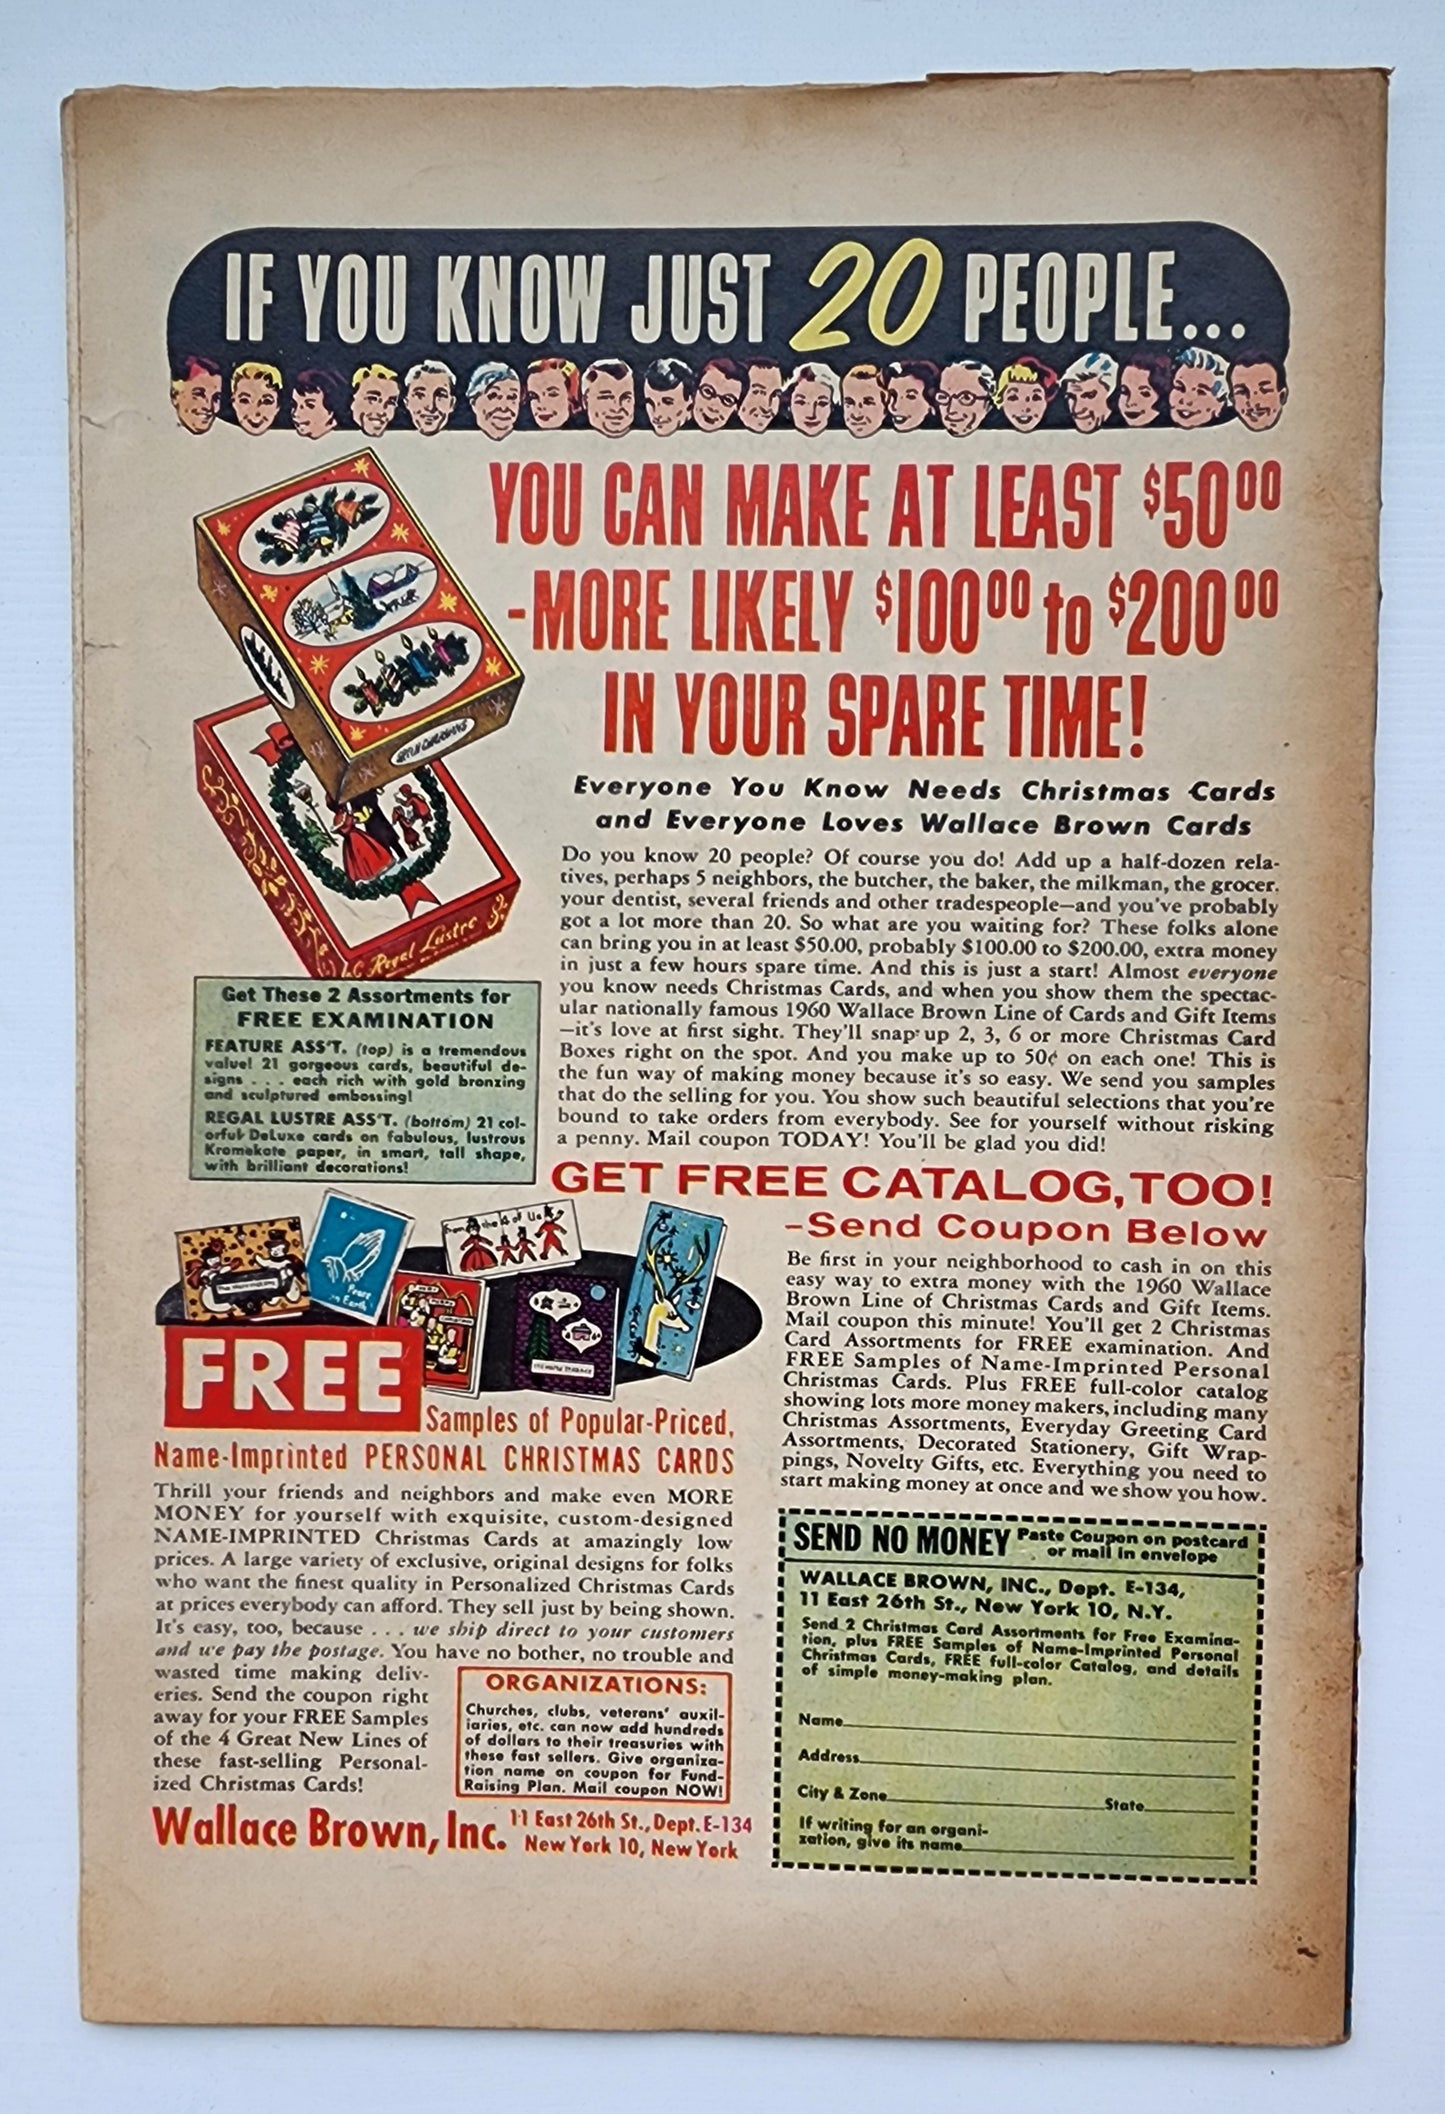 IF YOU KNOW JUST 20 PEOPLE...
YOU CAN MAKE AT LEAST $50⁰⁰
-MORE LIKELY $100⁰⁰ to $200⁰⁰
IN YOUR SPARE TIME!
Everyone You Know Needs Christmas Cards
and Everyone Loves Wallace Brown Cards
Do you know 20 people? Of course you do! Add up a half-dozen rela-
tives, perhaps 5 neighbors, the butcher, the baker, the milkman, the grocer.
your dentist, several friends and other tradespeople—and you've probably
got a lot more than 20. So what are you waiting for? These folks alone
can bring you in at least $50.00, probably $100.00 to $200.00, extra money
in just a few hours spare time. And this is just a start! Almost everyone
you know needs Christmas Cards, and when you show them the spectac-
ular nationally famous 1960 Wallace Brown Line of Cards and Gift Items
—it's love at first sight. They'll snap up 2, 3, 6 or more Christmas Card
Boxes right on the spot. And you make up to 50¢ on each one! This is
the fun way of making money because it's so easy. We send you samples
that do the selling for you. You show such beautiful selections that you're
bound to take orders from everybody. See for yourself without risking
a penny. Mail coupon TODAY! You'll be glad you did!
Regal Lustre
Get These 2 Assortments for
FREE EXAMINATION
FEATURE ASS'T. (top) is a tremendous
value! 21 gorgeous cards, beautiful de-
signs . . . each rich with gold bronzing
and sculptured embossing!
REGAL LUSTRE ASS'T. (bottom) 21 col-
orful DeLuxe cards on fabulous, lustrous
Kromekote paper, in smart, tall shape,
with brilliant decorations!
GET FREE CATALOG, TOO!
-Send Coupon Below
Be first in your neighborhood to cash in on this
easy way to extra money with the 1960 Wallace
Brown Line of Christmas Cards and Gift Items.
Mail coupon this minute! You'll get 2 Christmas
Card Assortments for FREE examination. And
FREE Samples of Name-Imprinted Personal
Christmas Cards. Plus FREE full-color catalog
showing lots more money makers, including many
Christmas Assortments, Everyday Greeting Card
Assortments, Decorated Stationery, Gift Wrap-
pings, Novelty Gifts, etc. Everything you need to
start making money at once and we show you how.
Peace
on Earth
from the 4 of Us
FREE
Samples of Popular-Priced,
Name-Imprinted PERSONAL CHRISTMAS CARDS
Thrill your friends and neighbors and make even MORE
MONEY for yourself with exquisite, custom-designed
NAME-IMPRINTED Christmas Cards at amazingly low
prices. A large variety of exclusive, original designs for folks
who want the finest quality in Personalized Christmas Cards
at prices everybody can afford. They sell just by being shown.
It's easy, too, because . . . we ship direct to your customers
and we pay the postage. You have no bother, no trouble and
wasted time making deliv-
eries. Send the coupon right
away for your FREE Samples
of the 4 Great New Lines of
these fast-selling Personal-
ized Christmas Cards!
ORGANIZATIONS:
Churches, clubs, veterans' auxil-
iaries, etc. can now add hundreds
of dollars to their treasuries with
these fast sellers. Give organiza-
tion name on coupon for Fund-
Raising Plan. Mail coupon NOW!
Wallace Brown, Inc. 11 East 26th St., Dept. E-134
New York 10, New York
SEND NO MONEY Paste Coupon on postcard
or mail in envelope
WALLACE BROWN, INC., Dept. E-134,
11 East 26th St., New York 10, N.Y.
Send 2 Christmas Card Assortments for Free Examina-
tion, plus FREE Samples of Name-Imprinted Personal
Christmas Cards, FREE full-color Catalog, and details
of simple money-making plan.
Name
Address
City & Zone State
If writing for an organi-
zation, give its name